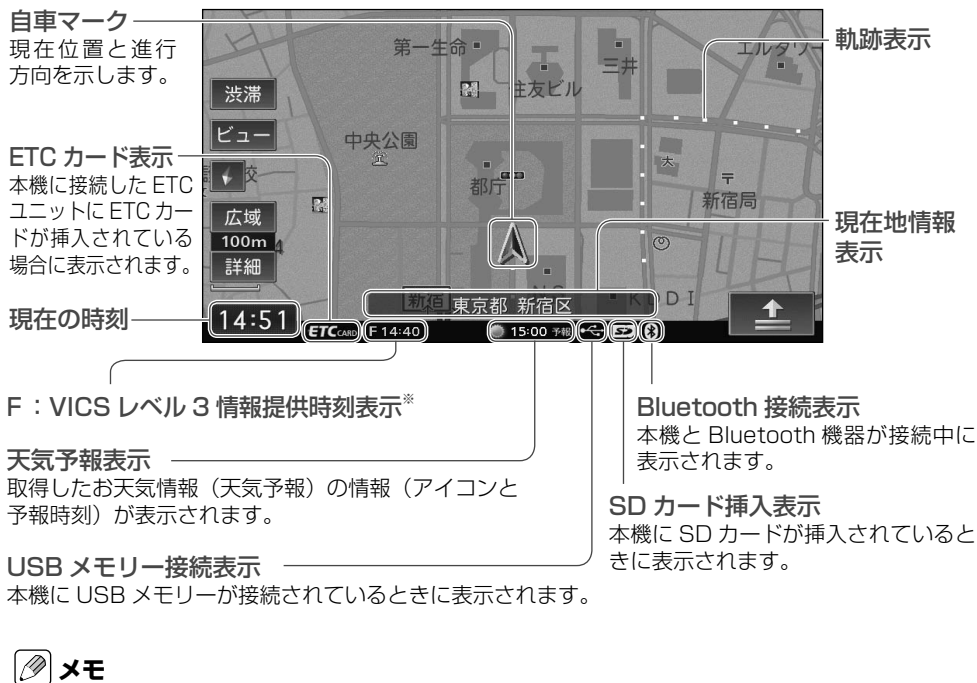 自車マーク
現在位置と進行
方向を示します。
ETC カード表示
本機に接続した ETC
ユニットに ETC カー
ドが挿入されている
場合に表示されます。
現在の時刻
第一生命
三井
エルタワー
住友ビル
渋滞
ビュー
中央公園
校
都庁
大
〒
新宿局
広域
100m
4
詳細
新宿
東京都 新宿区
KDDI
14:51
ETC CARD
F 14:40
15:00 予報
SD
軌跡表示
現在地情報
表示
F : VICS レベル 3 情報提供時刻表示※
天気予報表示
取得したお天気情報（天気予報）の情報（アイコンと
予報時刻）が表示されます。
USB メモリー接続表示
本機に USB メモリーが接続されているときに表示されます。
Bluetooth 接続表示
本機と Bluetooth 機器が接続中に
表示されます。
SD カード挿入表示
本機に SD カードが挿入されていると
きに表示されます。
メモ